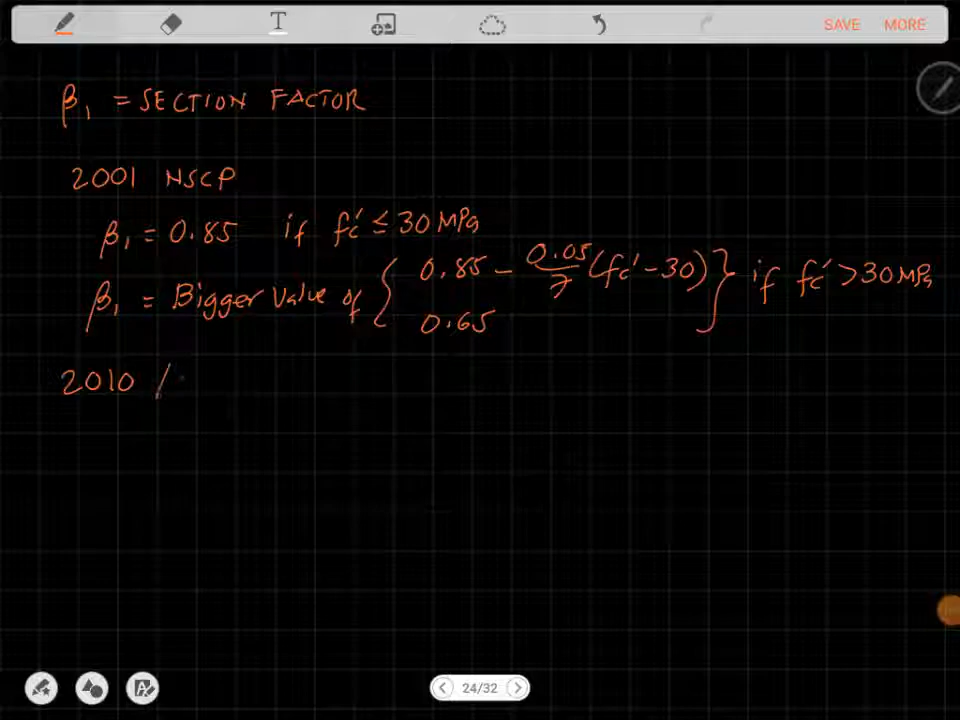 SAVE MORE
β₁ = SECTION FACTOR
2001 NSCP
β₁ = 0.85 if fc' ≤ 30 MPa
β₁ = Bigger Value of { 0.85 - 0.05/7 (fc' - 30) } if fc' > 30 MPa
0.65
2010 /
24/32